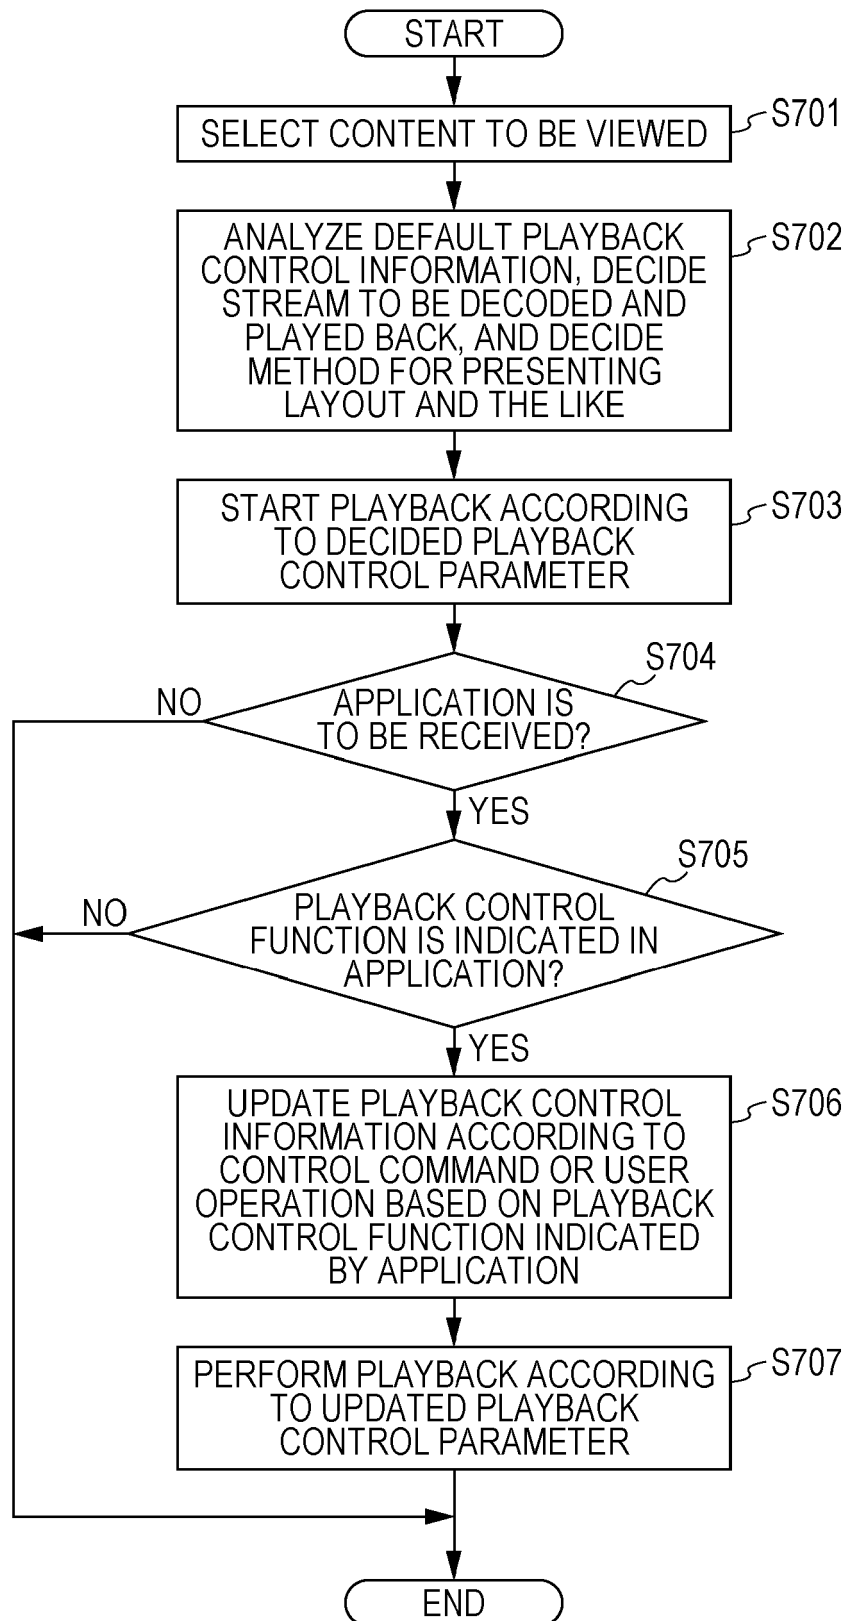 START
SELECT CONTENT TO BE VIEWED
S701
ANALYZE DEFAULT PLAYBACK
CONTROL INFORMATION, DECIDE
STREAM TO BE DECODED AND
PLAYED BACK, AND DECIDE
METHOD FOR PRESENTING
LAYOUT AND THE LIKE
S702
START PLAYBACK ACCORDING
TO DECIDED PLAYBACK
CONTROL PARAMETER
S703
APPLICATION IS
TO BE RECEIVED?
S704
NO
YES
PLAYBACK CONTROL
FUNCTION IS INDICATED IN
APPLICATION?
S705
NO
YES
UPDATE PLAYBACK CONTROL
INFORMATION ACCORDING TO
CONTROL COMMAND OR USER
OPERATION BASED ON PLAYBACK
CONTROL FUNCTION INDICATED
BY APPLICATION
S706
PERFORM PLAYBACK ACCORDING
TO UPDATED PLAYBACK
CONTROL PARAMETER
S707
END